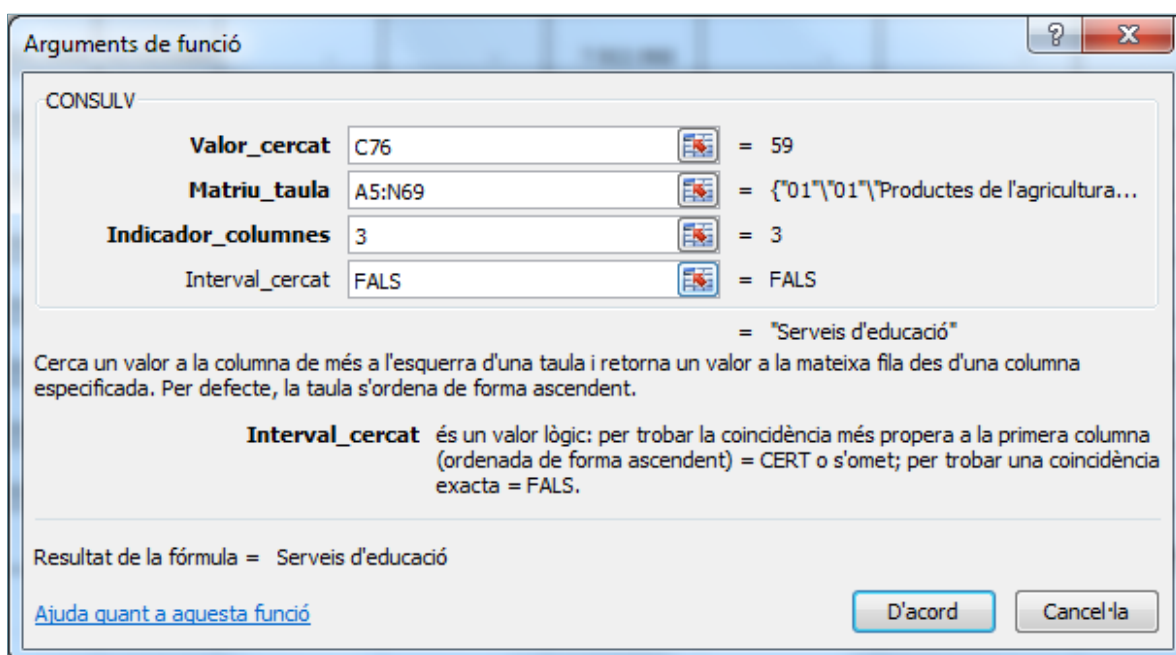 Arguments de funció
CONSULV
Valor_cercat C76 = 59
Matriu_taula A5:N69 = {"01"\"01"\"Productes de l'agricultura...
Indicador_columnes 3 = 3
Interval_cercat FALS = FALS
= "Serveis d'educació"
Cerca un valor a la columna de més a l'esquerra d'una taula i retorna un valor a la mateixa fila des d'una columna
especificada. Per defecte, la taula s'ordena de forma ascendent.
Interval_cercat és un valor lògic: per trobar la coincidència més propera a la primera columna
(ordenada de forma ascendent) = CERT o s'omet; per trobar una coincidència
exacta = FALS.
Resultat de la fórmula = Serveis d'educació
Ajuda quant a aquesta funció
D'acord Cancel·la